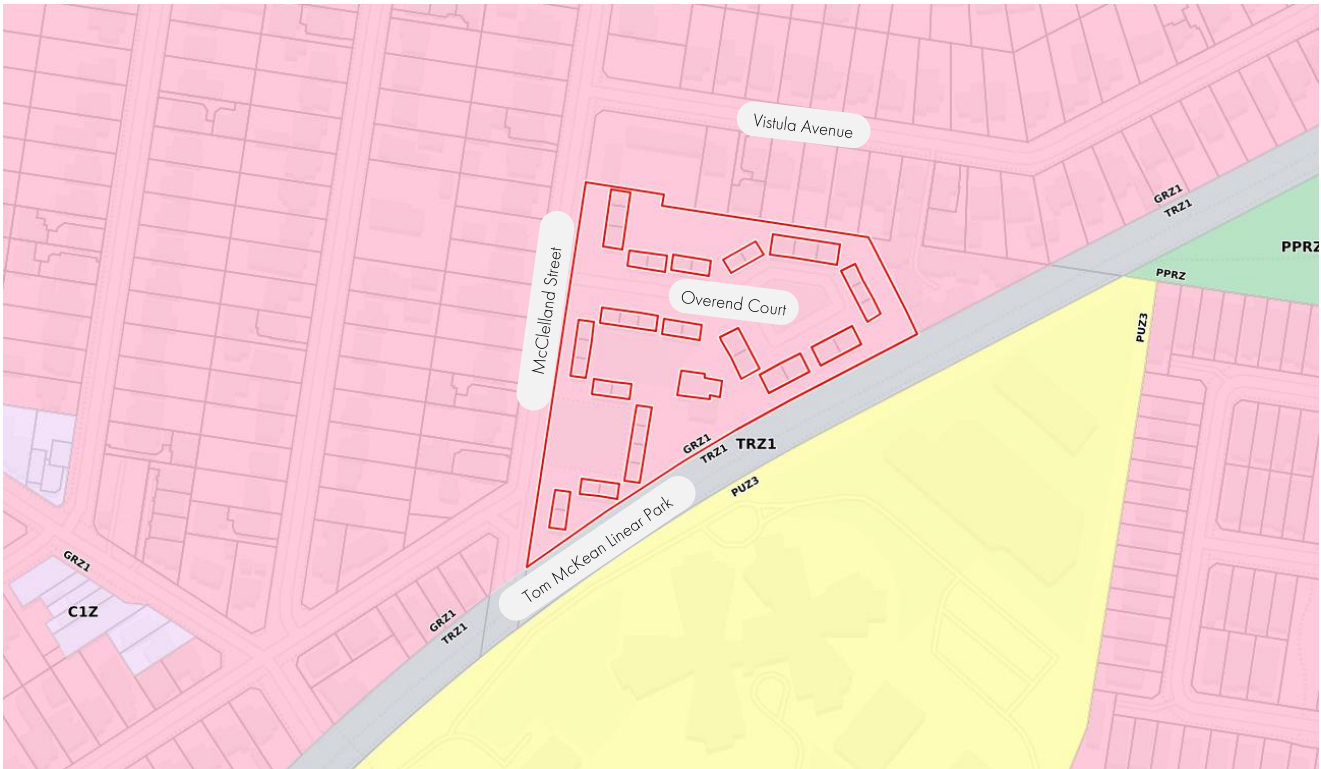 Vistula Avenue
GRZ1
TRZ1
PPRZ
PPRZ
McClelland Street
Overend Court
PUZ3
GRZ1
TRZ1
TRZ1
PUZ3
GRZ1
C1Z
Tom McKean Linear Park
GRZ1
TRZ1